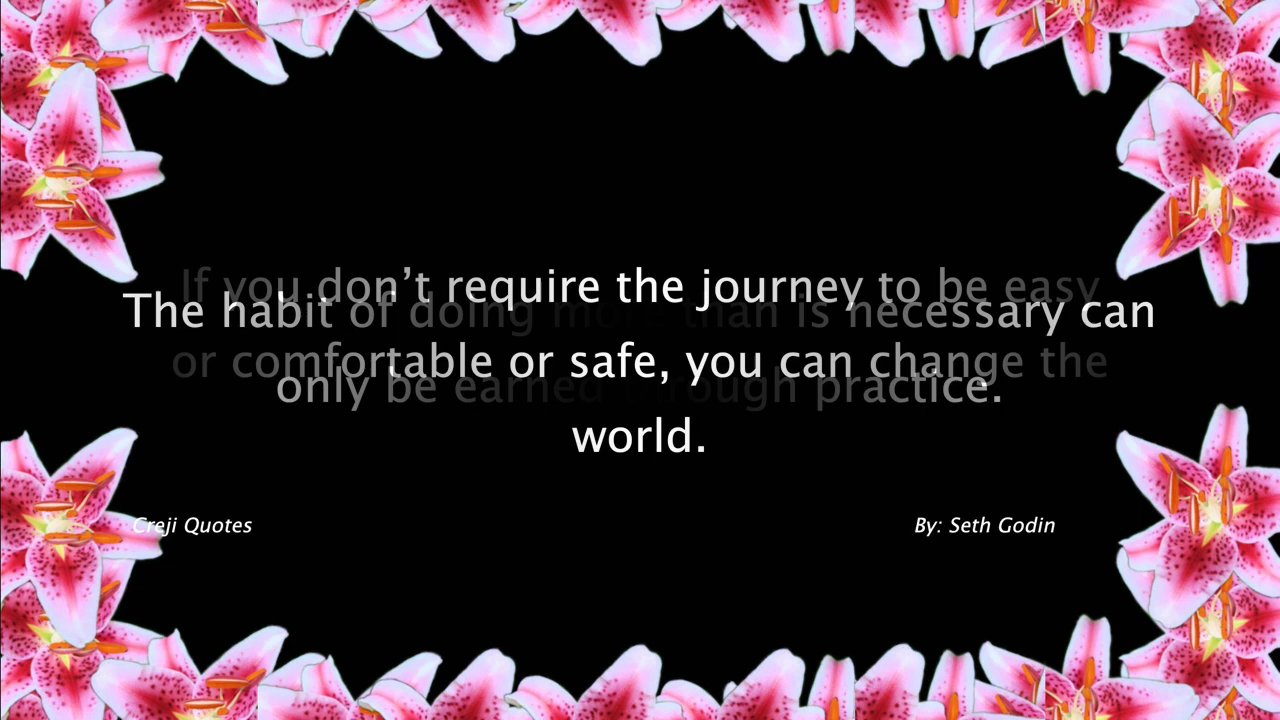 If you don’t require the journey to be easy
The habit of doing more than is necessary can
or comfortable or safe, you can change the
only be earned through practice.
world.
Creji Quotes
By: Seth Godin